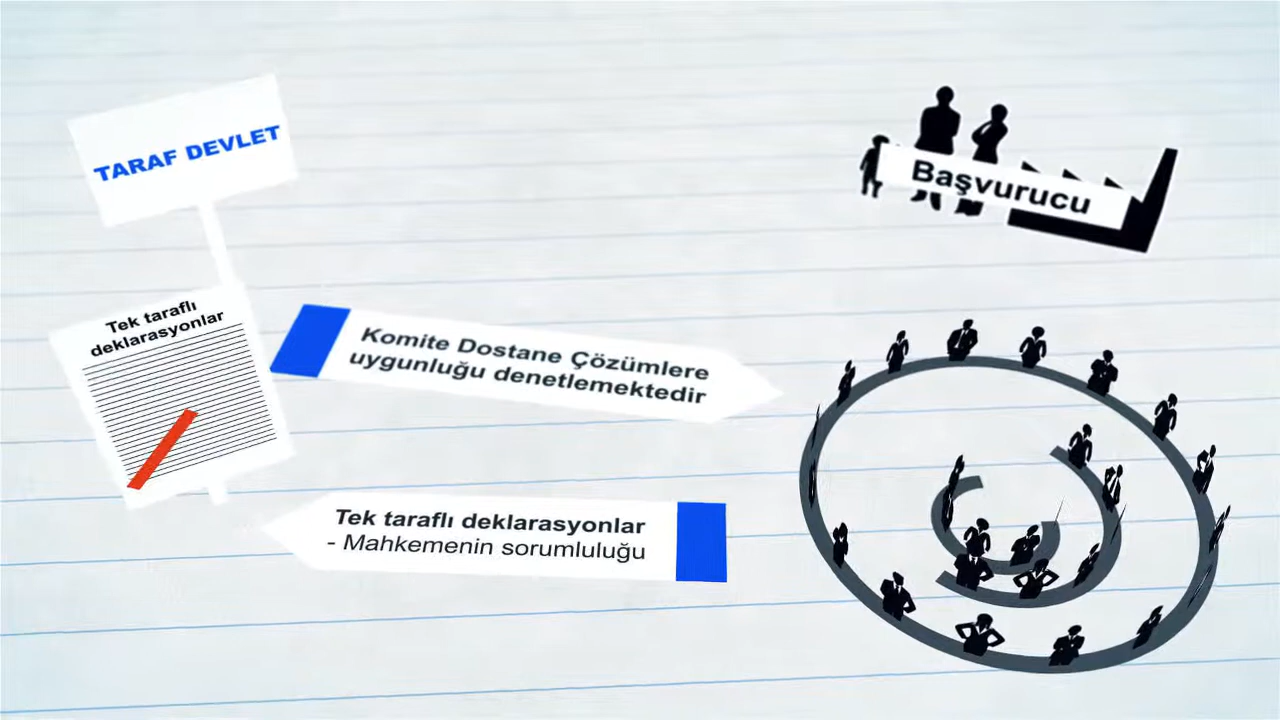 TARAF DEVLET
Başvurucu
Tek taraflı
deklarasyonlar
Komite Dostane Çözümlere
uygunluğu denetlemektedir
Tek taraflı deklarasyonlar
- Mahkemenin sorumluluğu